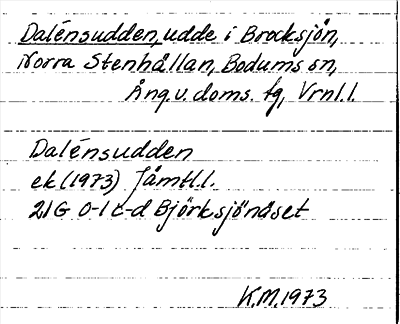 Dalénsudden, udde i Brocksjön,
Norra Stenhållan, Bodums sn,
Ång.v.doms. tg, Vrnl.l.
Dalénsudden
ek (1973) Jämtl.l.
21G 0-1 c-d Björksjönäset
K.M. 1973